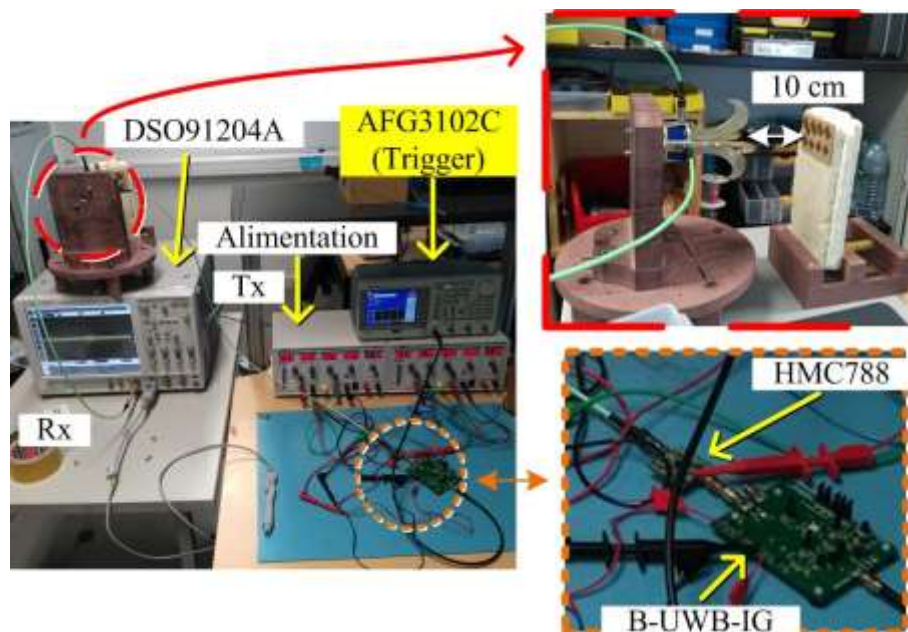 DSO91204A
AFG3102C
(Trigger)
10 cm
Alimentation
Tx
Rx
HMC788
B-UWB-IG